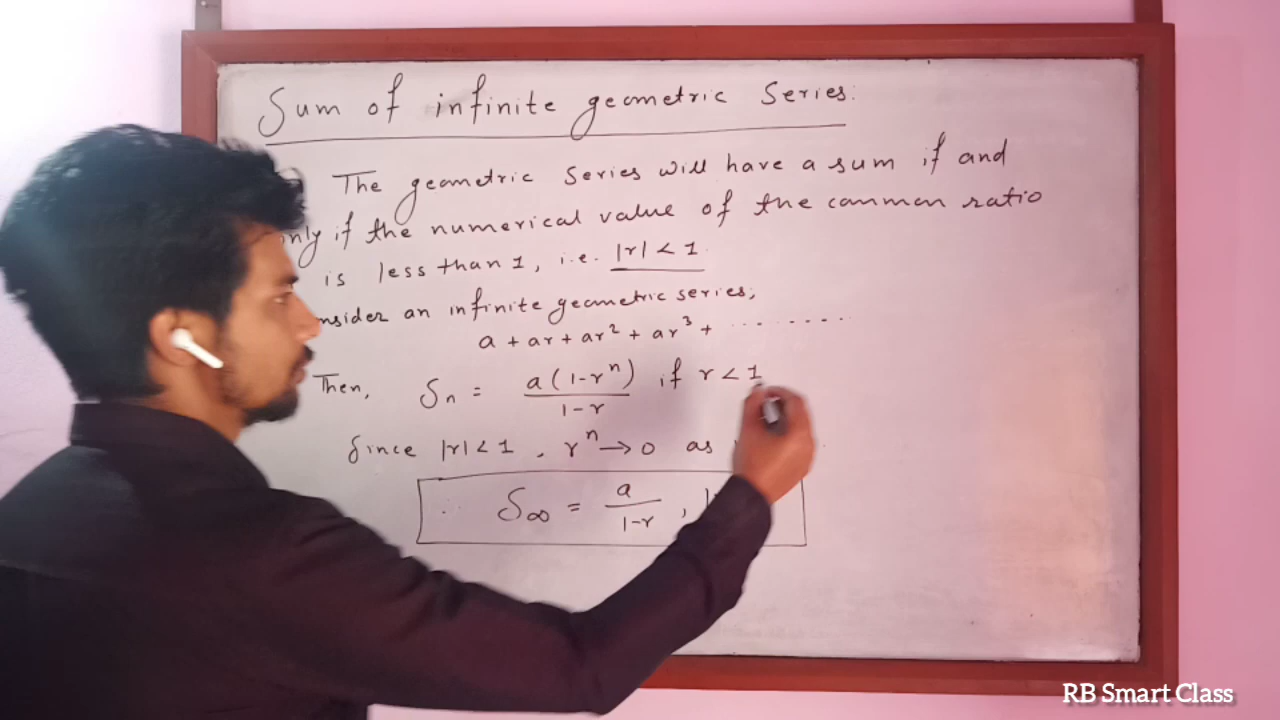 Sum of infinite geometric Series:
The geometric Series will have a sum if and
if the numerical value of the common ratio
is less than 1, i.e. |r| < 1.
an infinite geometric series;
a + ar + ar² + ar³ + ..........
Then, Sₙ = a(1-rⁿ)/1-r if r < 1
Since |r| < 1, rⁿ → 0 as
∴ S∞ = a/1-r ,
RB Smart Class